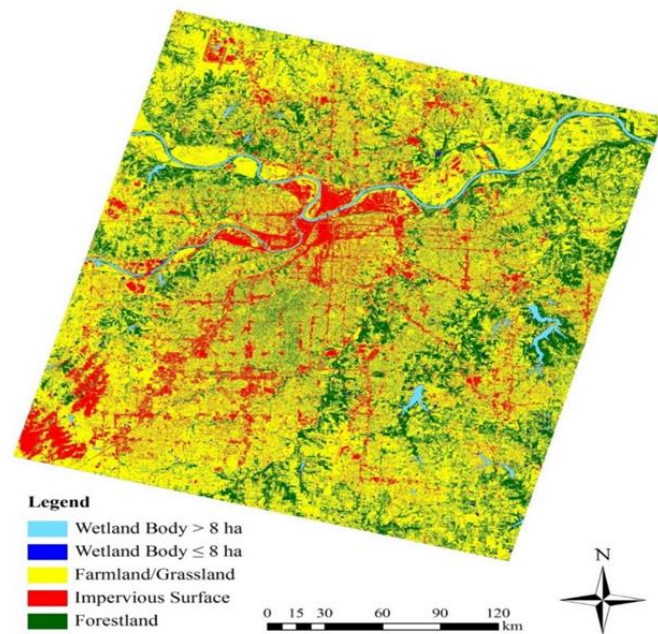 Legend
Wetland Body > 8 ha
Wetland Body ≤ 8 ha
Farmland/Grassland
Impervious Surface
Forestland
N
0 15 30 60 90 120
km